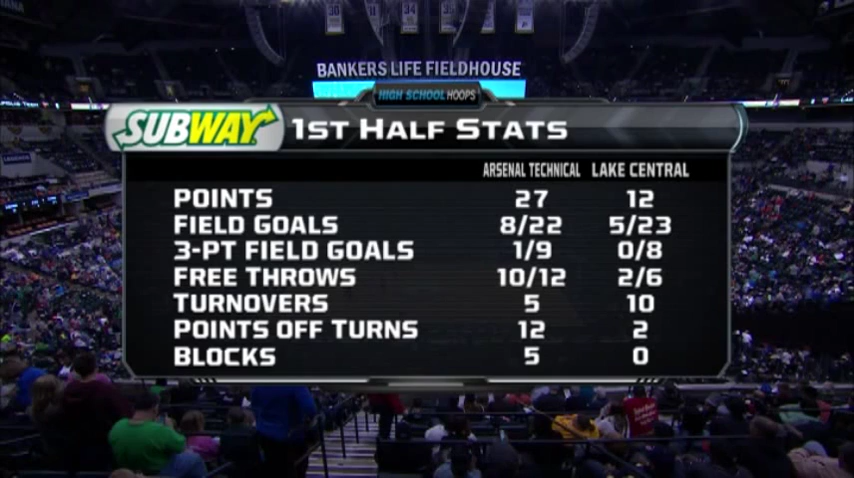 BANKERS LIFE FIELDHOUSE
HIGH SCHOOL HOOPS
SUBWAY 1ST HALF STATS
ARSENAL TECHNICAL LAKE CENTRAL
POINTS 27 12
FIELD GOALS 8/22 5/23
3-PT FIELD GOALS 1/9 0/8
FREE THROWS 10/12 2/6
TURNOVERS 5 10
POINTS OFF TURNS 12 2
BLOCKS 5 0